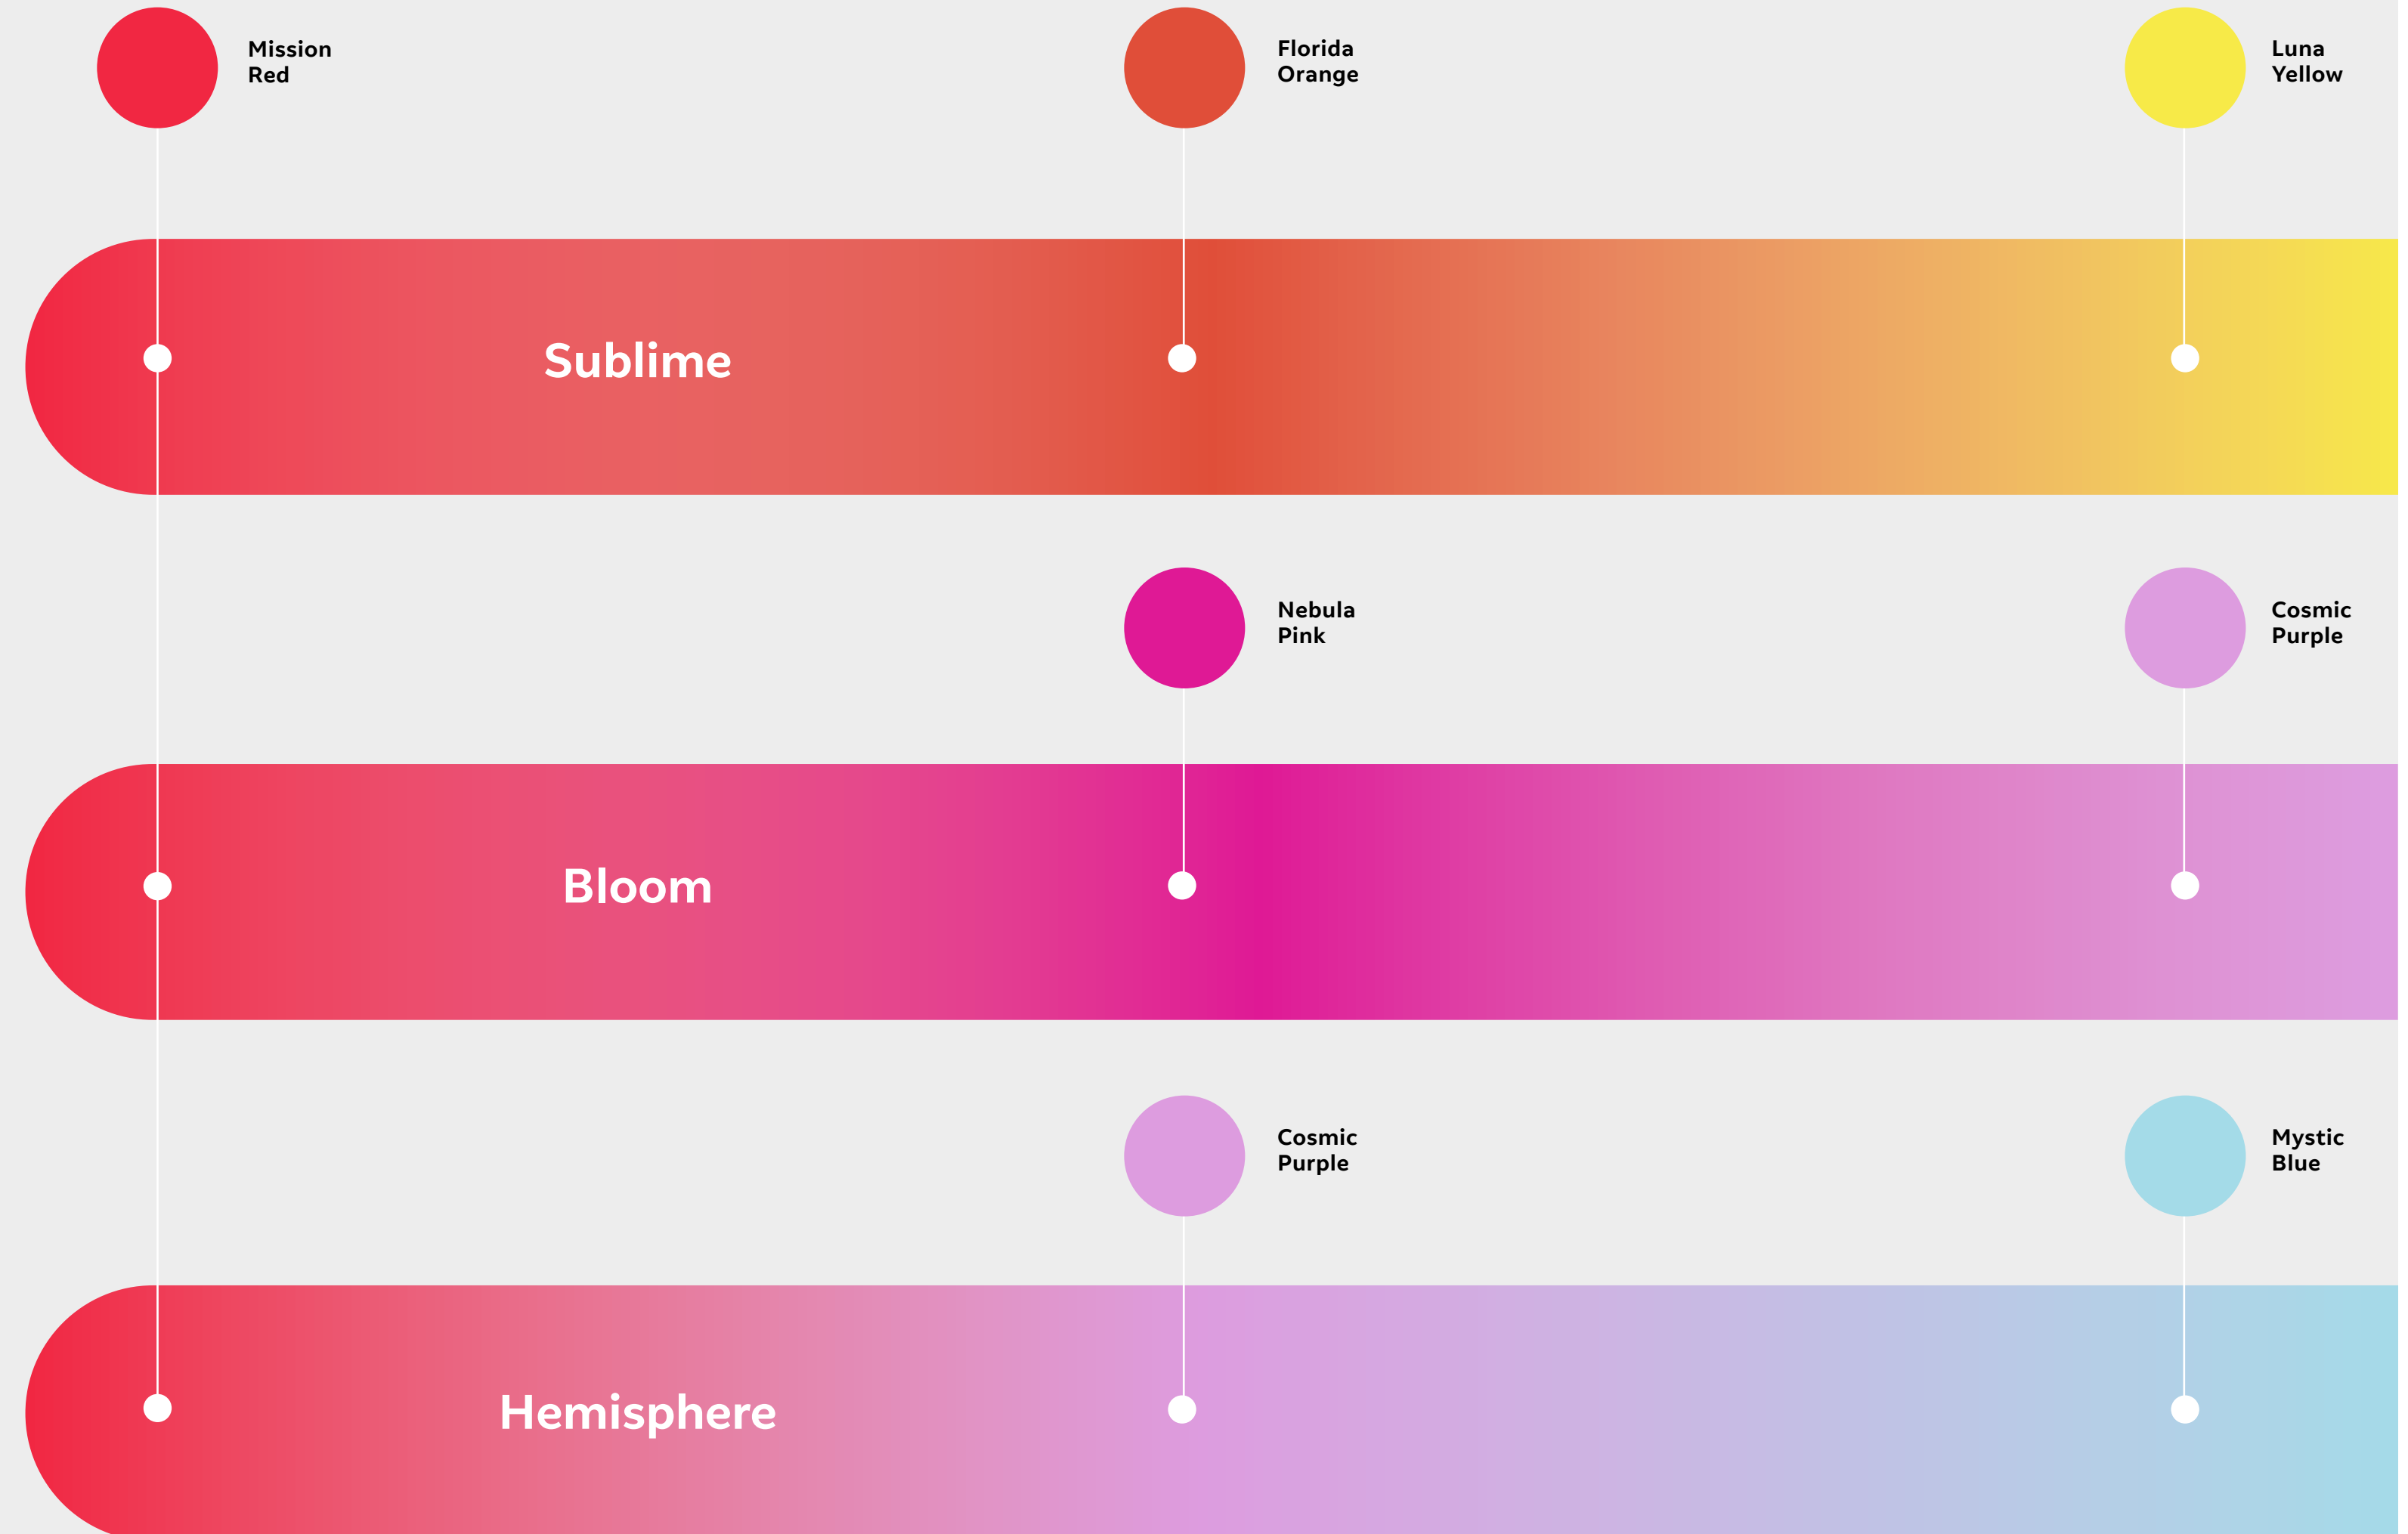 Mission
Red
Florida
Orange
Luna
Yellow
Sublime
Nebula
Pink
Cosmic
Purple
Bloom
Cosmic
Purple
Mystic
Blue
Hemisphere